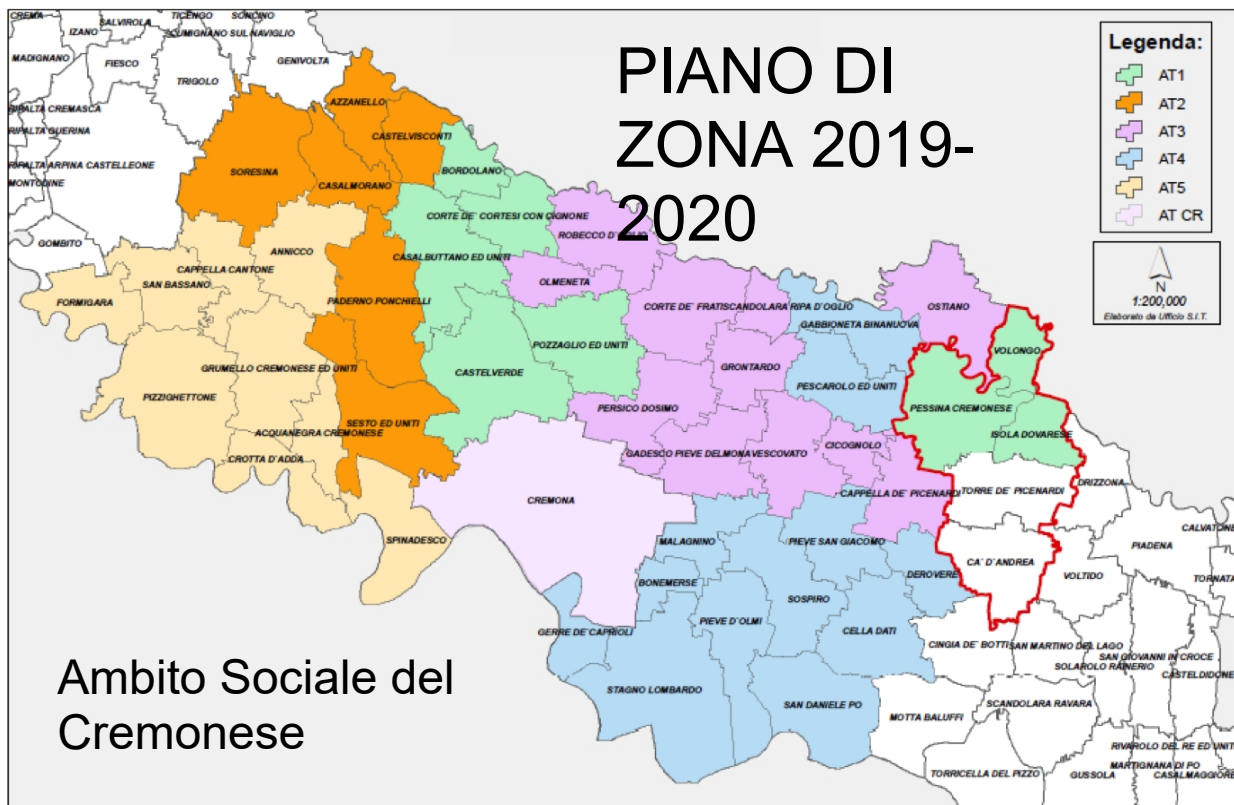 PIANO DI
ZONA 2019-
2020
Legenda:
AT1
AT2
AT3
AT4
AT5
AT CR
N
1:200,000
Elaborato da Ufficio S.I.T.
CREMA
SALVIROLA
TICENGO
SONCINO
IZANO
CUMIGNANO SUL NAVIGLIO
MADIGNANO
FIESCO
GENIVOLTA
TRIGOLO
RIPALTA CREMASCA
AZZANELLO
RIPALTA GUERINA
CASTELVISCONTI
RIPALTA ARPINA
CASTELLEONE
SORESINA
BORDOLANO
MONTODINE
CASALMORANO
CORTE DE' CORTESI CON CIGNONE
GOMBITO
ANNICCO
ROBECCO D'OGLIO
CASALBUTTANO ED UNITI
CAPPELLA CANTONE
SAN BASSANO
OLMENETA
FORMIGARA
PADERNO PONCHIELLI
CORTE DE' FRATI
SCANDOLARA RIPA D'OGLIO
OSTIANO
GABBIONETA BINANUOVA
POZZAGLIO ED UNITI
VOLONGO
GRUMELLO CREMONESE ED UNITI
CASTELVERDE
GRONTARDO
PESCAROLO ED UNITI
PIZZIGHETTONE
PERSICO DOSIMO
PESSINA CREMONESE
SESTO ED UNITI
ACQUANEGRA CREMONESE
ISOLA DOVARESE
CICOGNOLO
CROTTA D'ADDA
GADESCO PIEVE DELMONA
VESCOVATO
CREMONA
CAPPELLA DE' PICENARDI
TORRE DE' PICENARDI
DRIZZONA
CALVATONE
SPINADESCO
MALAGNINO
PIEVE SAN GIACOMO
PIADENA
CA' D'ANDREA
DEROVERE
VOLTIDO
TORNATA
BONEMERSE
SOSPIRO
PIEVE D'OLMI
GERRE DE' CAPRIOLI
CELLA DATI
CINGIA DE' BOTTI
SAN MARTINO DEL LAGO
SAN GIOVANNI IN CROCE
SOLAROLO RAINERIO
CASTELDIDONE
STAGNO LOMBARDO
SAN DANIELE PO
SCANDOLARA RAVARA
MOTTA BALUFFI
RIVAROLO DEL RE ED UNITI
MARTIGNANA DI PO
TORRICELLA DEL PIZZO
GUSSOLA
CASALMAGGIORE
Ambito Sociale del
Cremonese